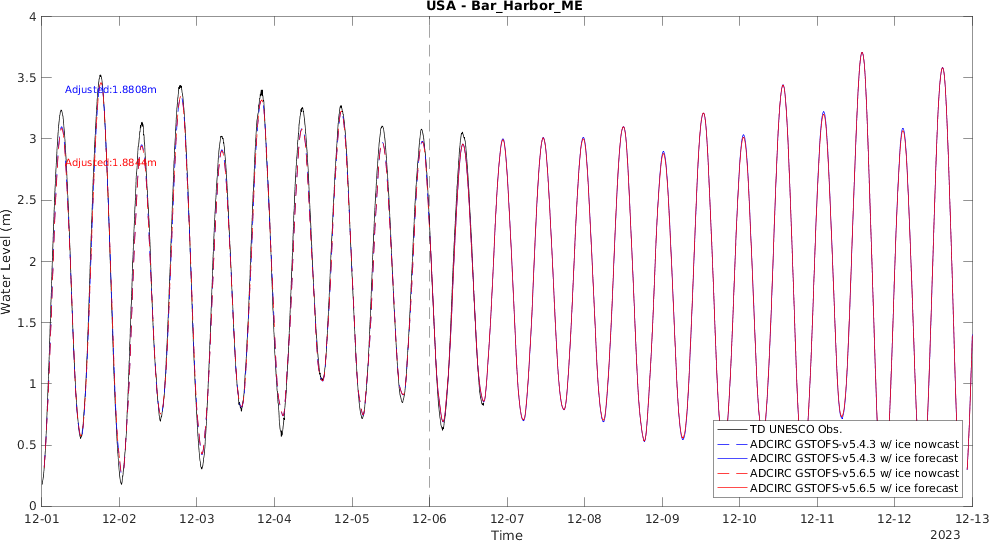 USA - Bar_Harbor_ME
4
3.5
3
2.5
2
1.5
1
0.5
0
Water Level (m)
Adjusted:1.8808m
Adjusted:1.8844m
TD UNESCO Obs.
ADCIRC GSTOFS-v5.4.3 w/ ice nowcast
ADCIRC GSTOFS-v5.4.3 w/ ice forecast
ADCIRC GSTOFS-v5.6.5 w/ ice nowcast
ADCIRC GSTOFS-v5.6.5 w/ ice forecast
12-01 12-02 12-03 12-04 12-05 12-06 12-07 12-08 12-09 12-10 12-11 12-12 12-13
Time
2023